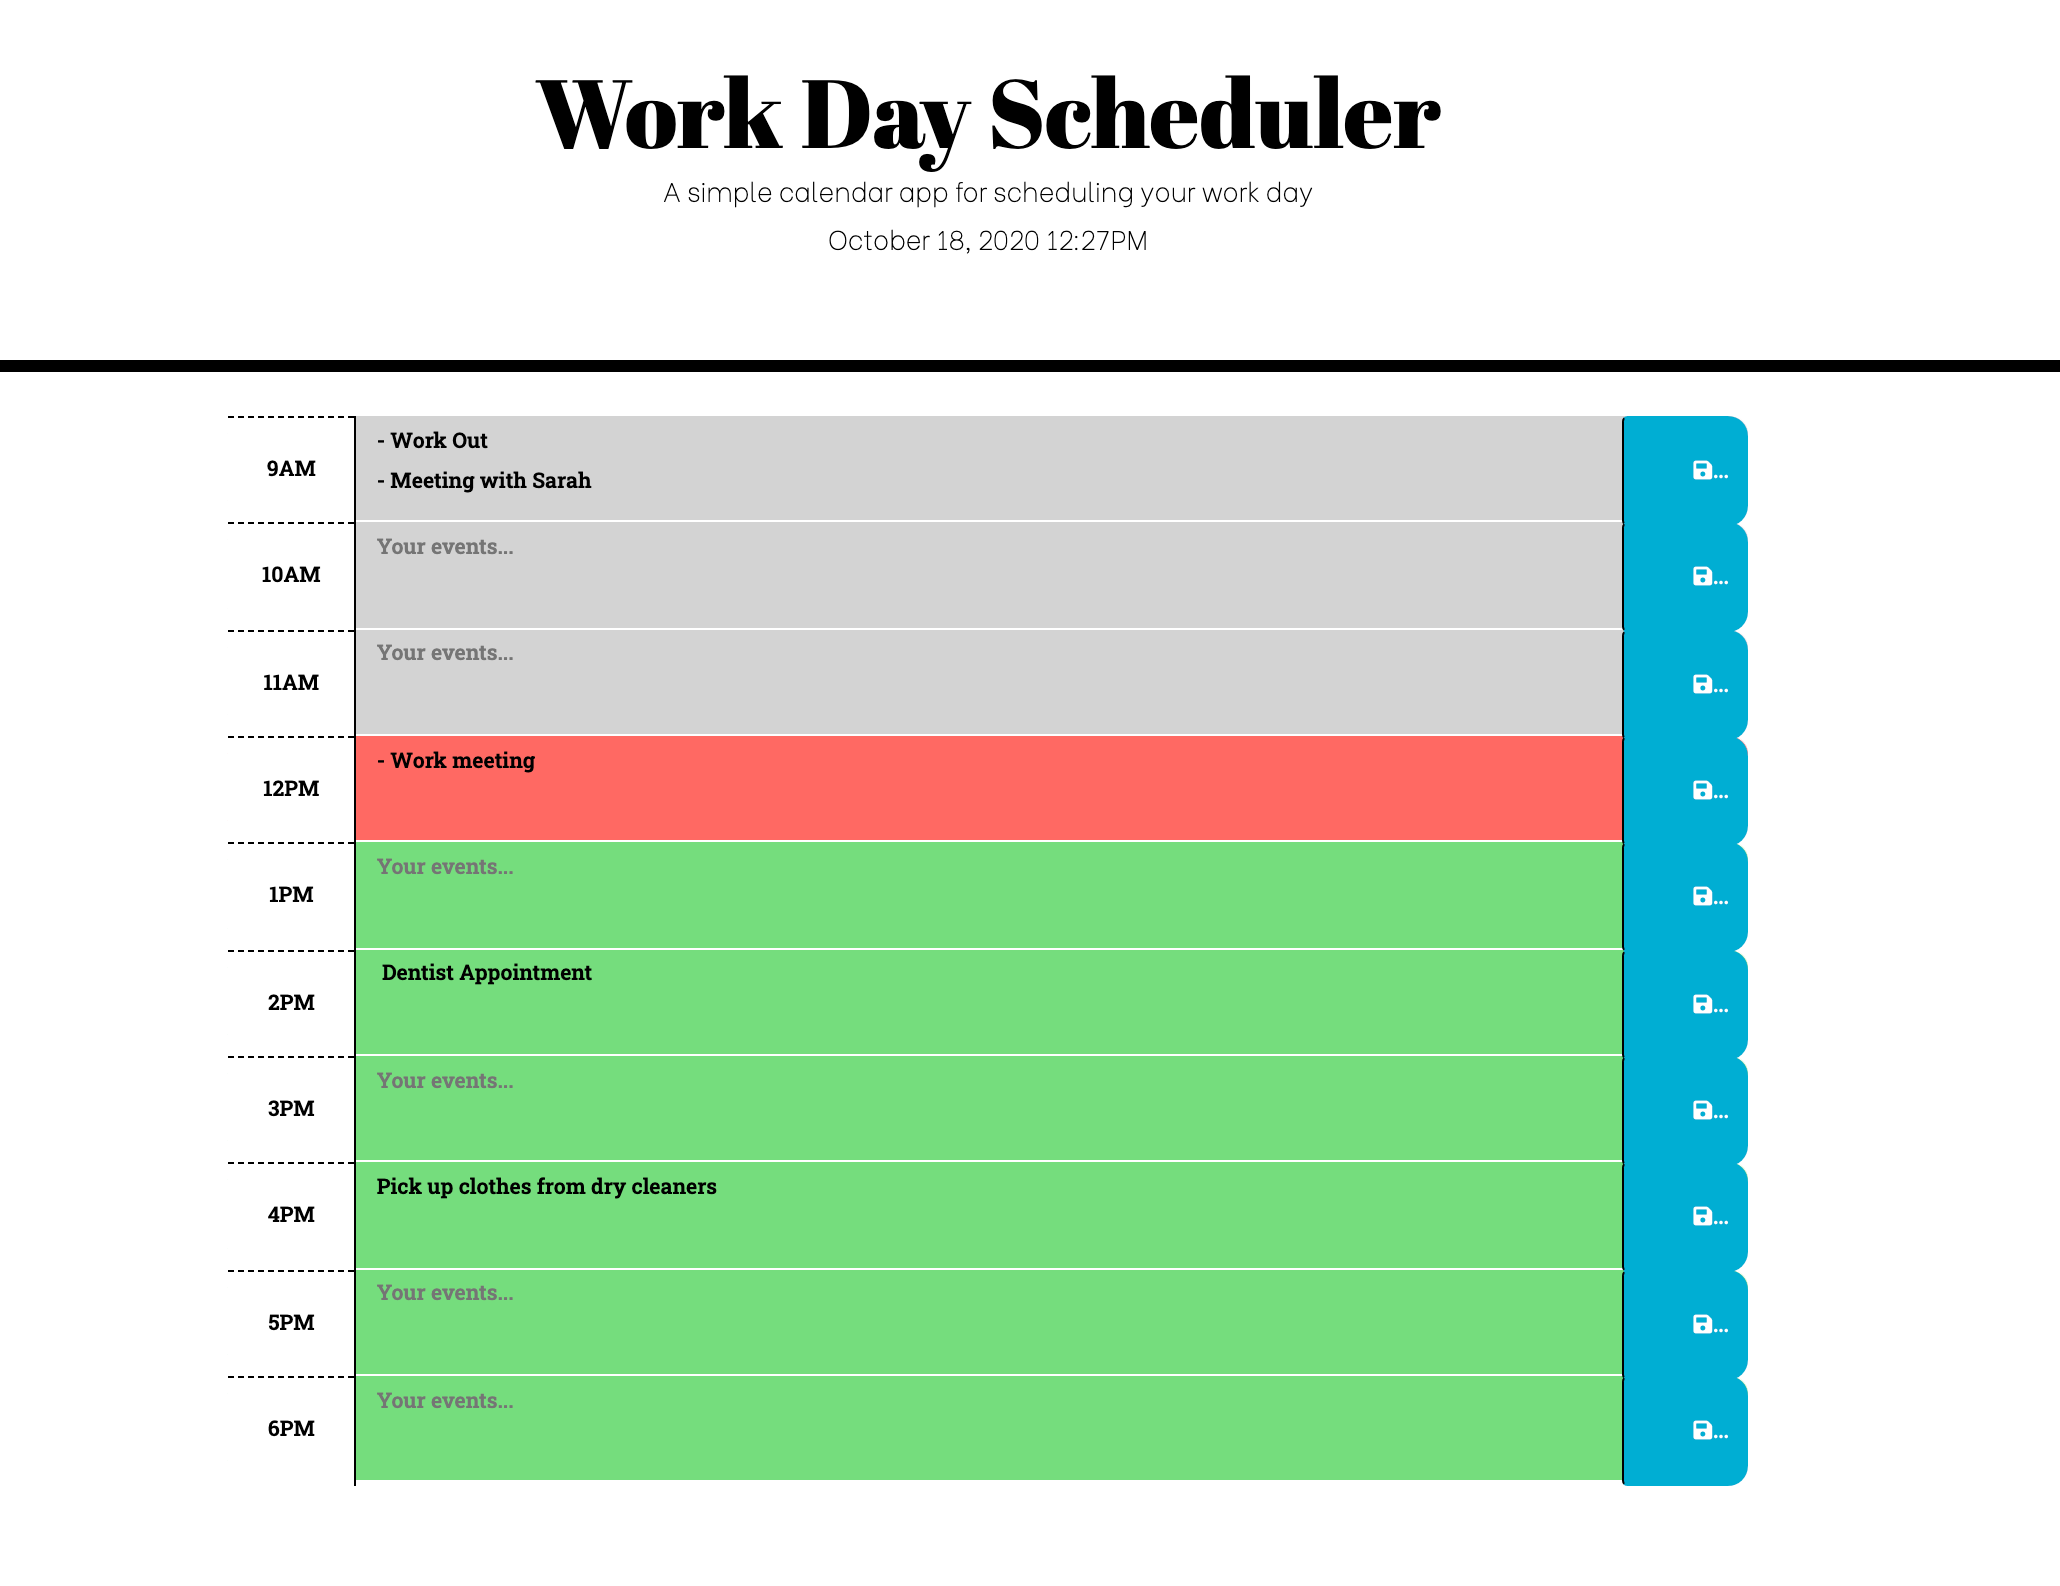 Work Day Scheduler
A simple calendar app for scheduling your work day
October 18, 2020 12:27PM
9AM
- Work Out
- Meeting with Sarah
...
10AM
Your events...
...
11AM
Your events...
...
12PM
- Work meeting
...
1PM
Your events...
...
2PM
Dentist Appointment
...
3PM
Your events...
...
4PM
Pick up clothes from dry cleaners
...
5PM
Your events...
...
6PM
Your events...
...